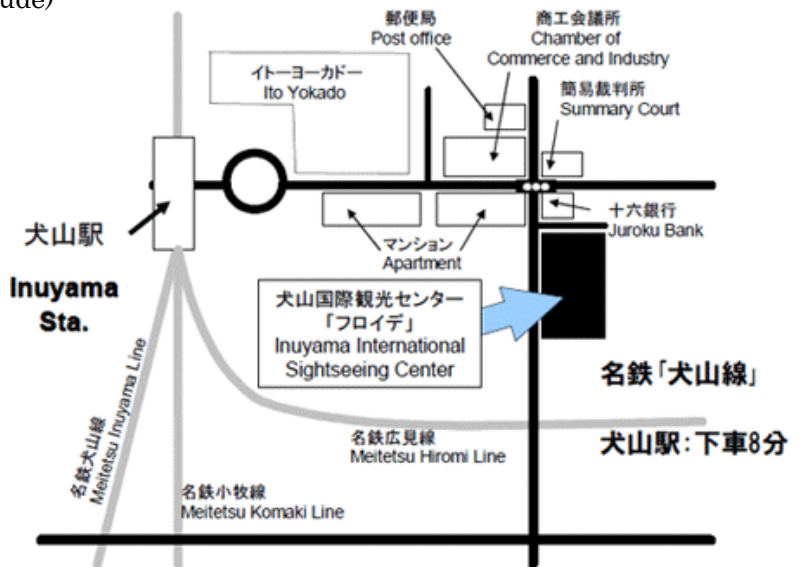 ude)
郵便局
Post office
商工会議所
Chamber of
Commerce and Industry
イトーヨーカドー
Ito Yokado
簡易裁判所
Summary Court
十六銀行
Juroku Bank
犬山駅
Inuyama
Sta.
マンション
Apartment
犬山国際観光センター
「フロイデ」
Inuyama International
Sightseeing Center
名鉄「犬山線」
犬山駅：下車8分
名鉄犬山線
Meitetsu Inuyama Line
名鉄広見線
Meitetsu Hiromi Line
名鉄小牧線
Meitetsu Komaki Line